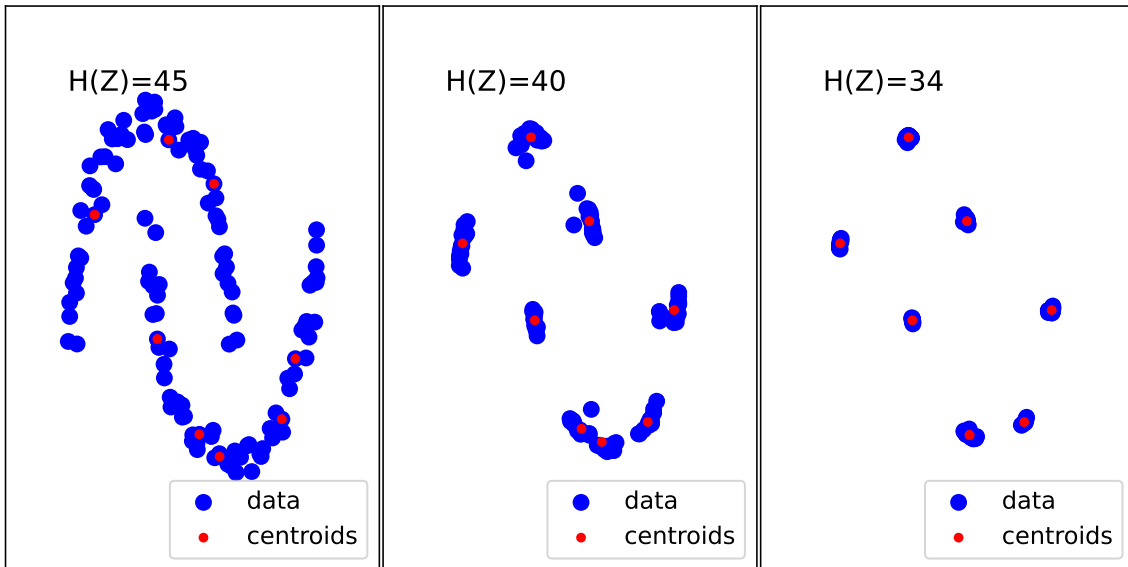 H(Z)=45
data
centroids
H(Z)=40
data
centroids
H(Z)=34
data
centroids